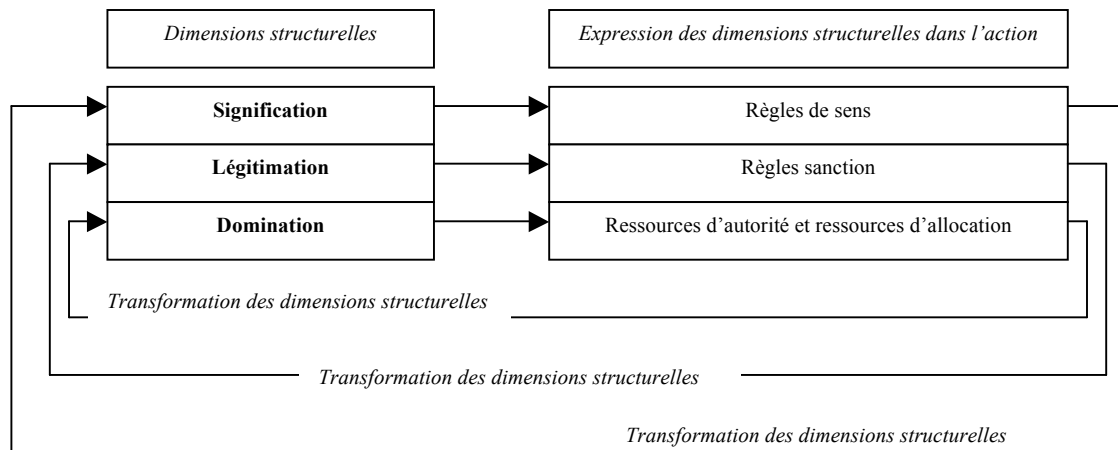 Dimensions structurelles
Expression des dimensions structurelles dans l’action
Signification
Règles de sens
Légitimation
Règles sanction
Domination
Ressources d’autorité et ressources d’allocation
Transformation des dimensions structurelles
Transformation des dimensions structurelles
Transformation des dimensions structurelles